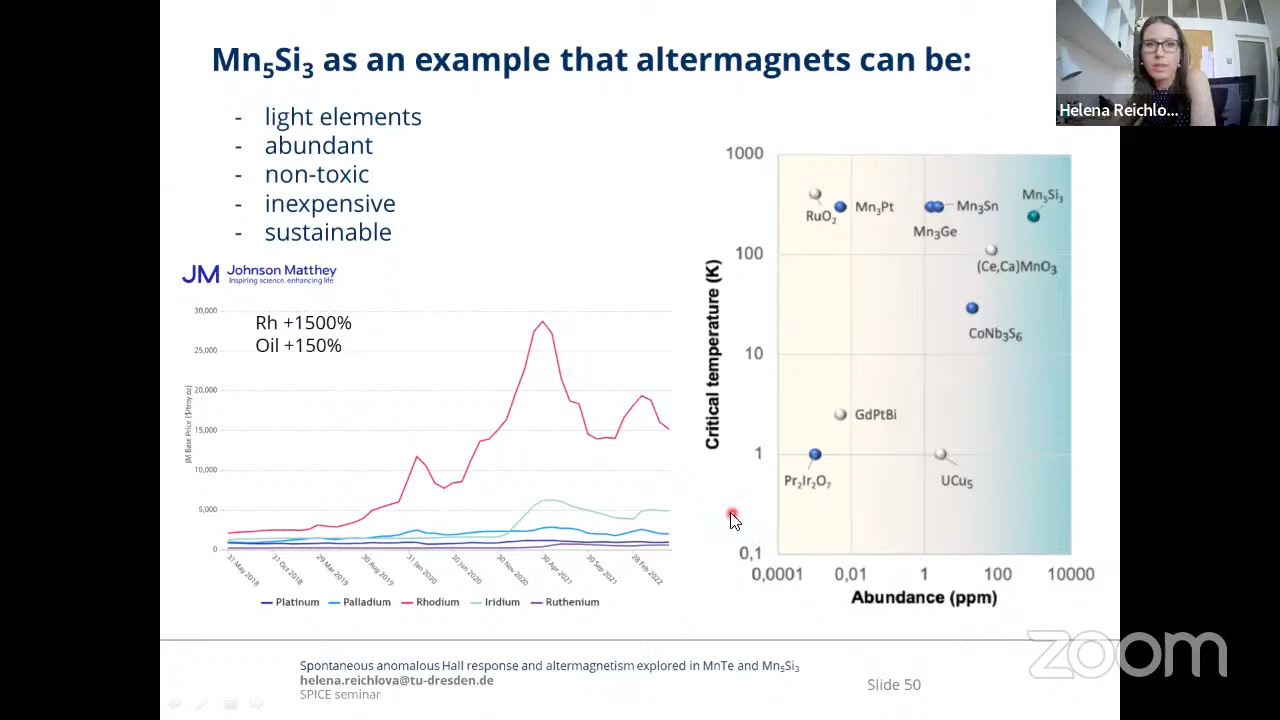 Mn₅Si₃ as an example that altermagnets can be:
- light elements
- abundant
- non-toxic
- inexpensive
- sustainable
Helena Reichlo...
JM Johnson Matthey
Inspiring science, enhancing life
Rh +1500%
Oil +150%
JM Base Price ($/troy oz)
30,000
25,000
20,000
15,000
10,000
5,000
0
31 May 2018
31 Oct 2018
29 Mar 2019
30 Aug 2019
31 Jan 2020
30 Jun 2020
30 Nov 2020
30 Apr 2021
30 Sep 2021
28 Feb 2022
Platinum Palladium Rhodium Iridium Ruthenium
Critical temperature (K)
1000
100
10
1
0,1
RuO₂
Mn₃Pt
Mn₃Sn
Mn₅Si₃
Mn₃Ge
(Ce,Ca)MnO₃
CoNb₃S₆
GdPtBi
Pr₂Ir₂O₇
UCu₅
0,0001 0,01 1 100 10000
Abundance (ppm)
Spontaneous anomalous Hall response and altermagnetism explored in MnTe and Mn₅Si₃
helena.reichlova@tu-dresden.de
SPICE seminar
Slide 50
zoom